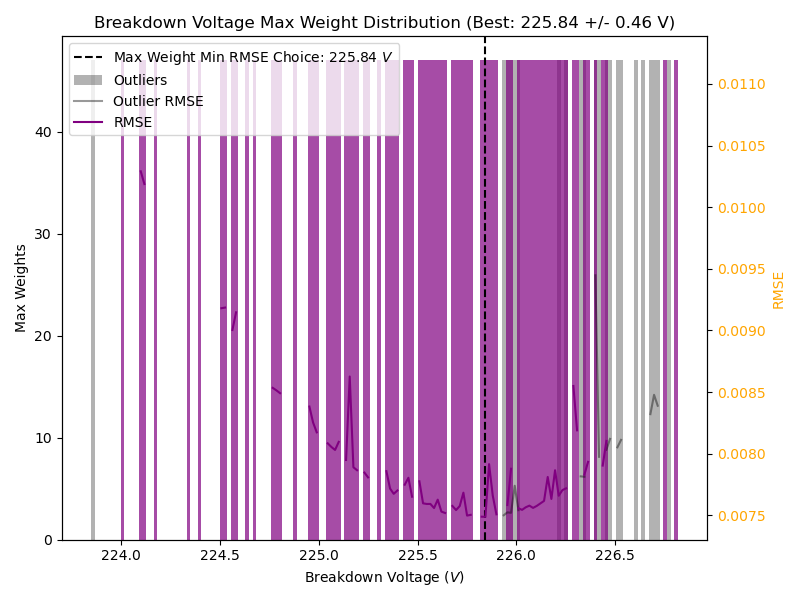 Breakdown Voltage Max Weight Distribution (Best: 225.84 +/- 0.46 V)
Max Weight Min RMSE Choice: 225.84 V
Outliers
Outlier RMSE
RMSE
Max Weights
40
30
20
10
0
0.0110
0.0105
0.0100
0.0095
0.0090
0.0085
0.0080
0.0075
RMSE
224.0 224.5 225.0 225.5 226.0 226.5
Breakdown Voltage (V)